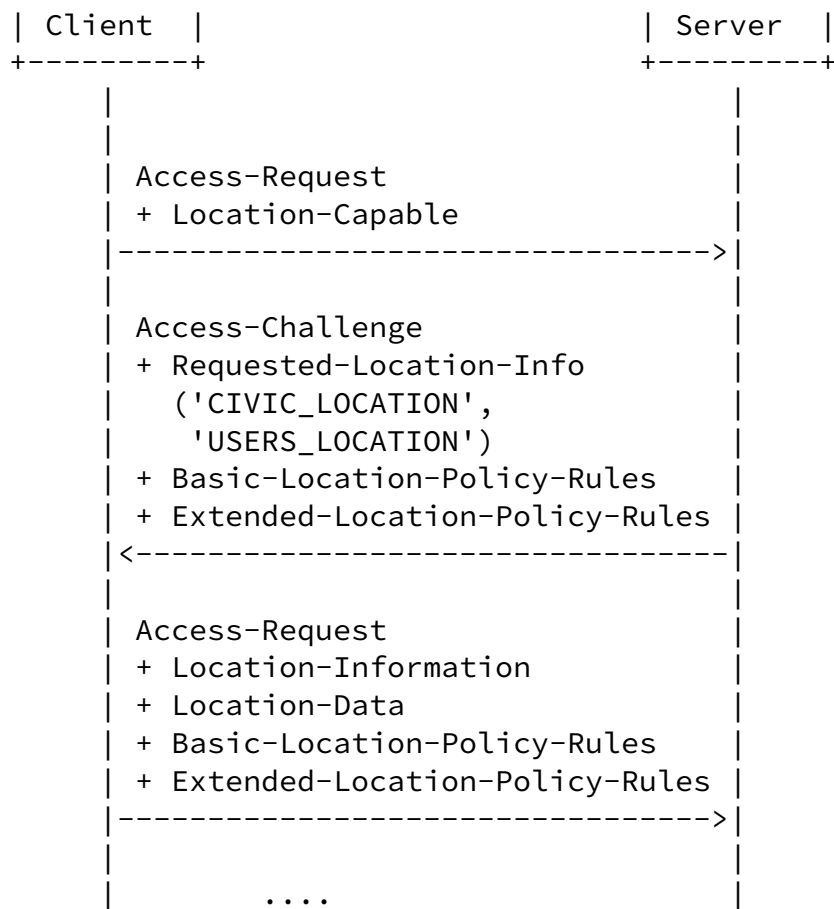 | Client | | Server |
+---------+ +---------+
Access-Request
+ Location-Capable
--------------------------------->
Access-Challenge
+ Requested-Location-Info
('CIVIC_LOCATION',
'USERS_LOCATION')
+ Basic-Location-Policy-Rules
+ Extended-Location-Policy-Rules
<---------------------------------
Access-Request
+ Location-Information
+ Location-Data
+ Basic-Location-Policy-Rules
+ Extended-Location-Policy-Rules
--------------------------------->
....